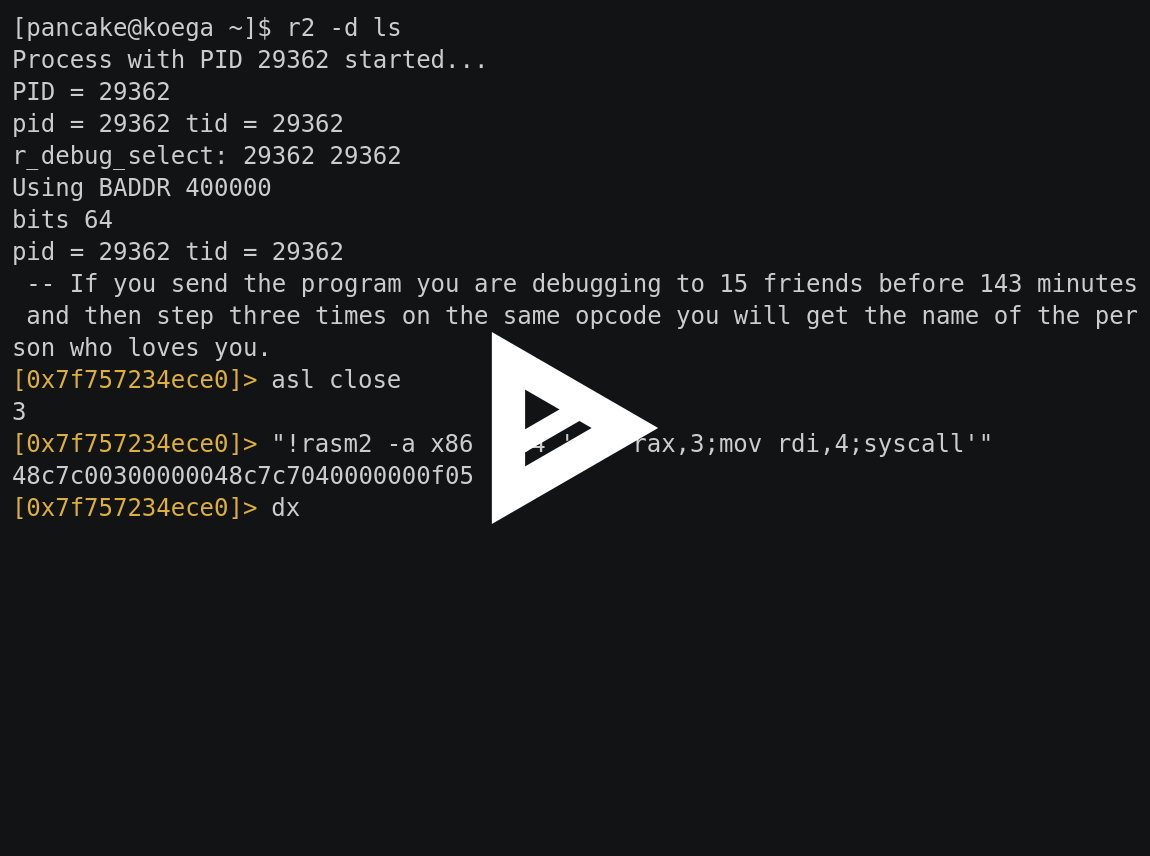 [pancake@koega ~]$ r2 -d ls
Process with PID 29362 started...
PID = 29362
pid = 29362 tid = 29362
r_debug_select: 29362 29362
Using BADDR 400000
bits 64
pid = 29362 tid = 29362
 -- If you send the program you are debugging to 15 friends before 143 minutes
 and then step three times on the same opcode you will get the name of the per
son who loves you.
[0x7f757234ece0]> asl close
3
[0x7f757234ece0]> "!rasm2 -a x86 rax,3;mov rdi,4;syscall'"
48c7c00300000048c7c7040000000f05
[0x7f757234ece0]> dx